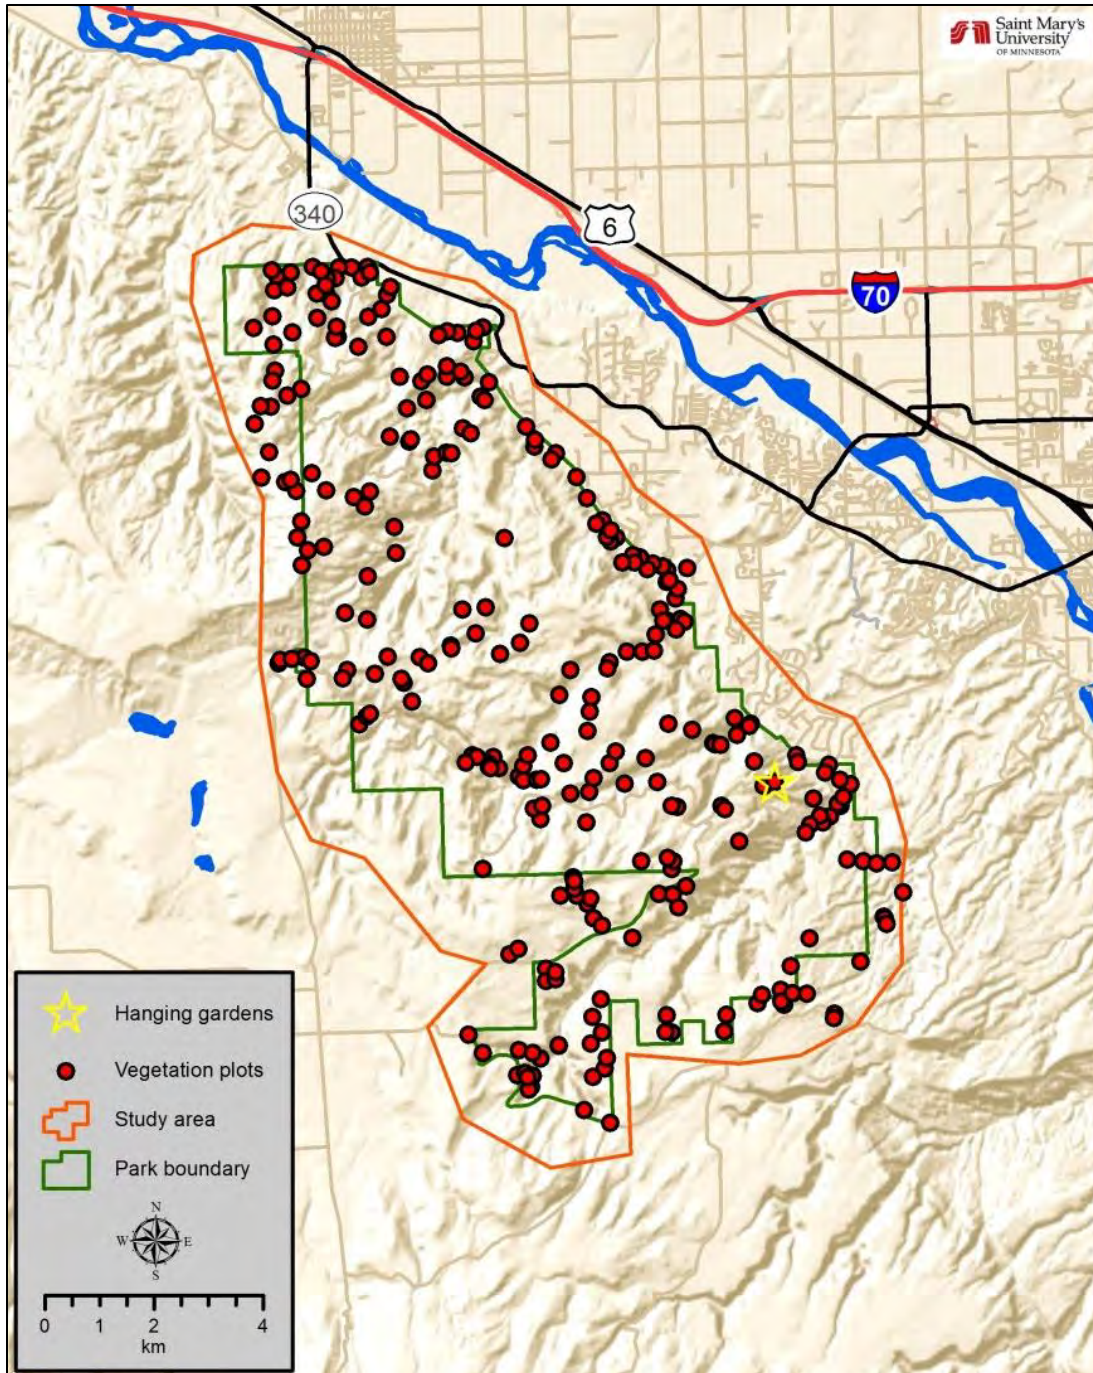 Saint Mary's
University
OF MINNESOTA
340
6
70
Hanging gardens
Vegetation plots
Study area
Park boundary
N
W E
S
0 1 2 4
km